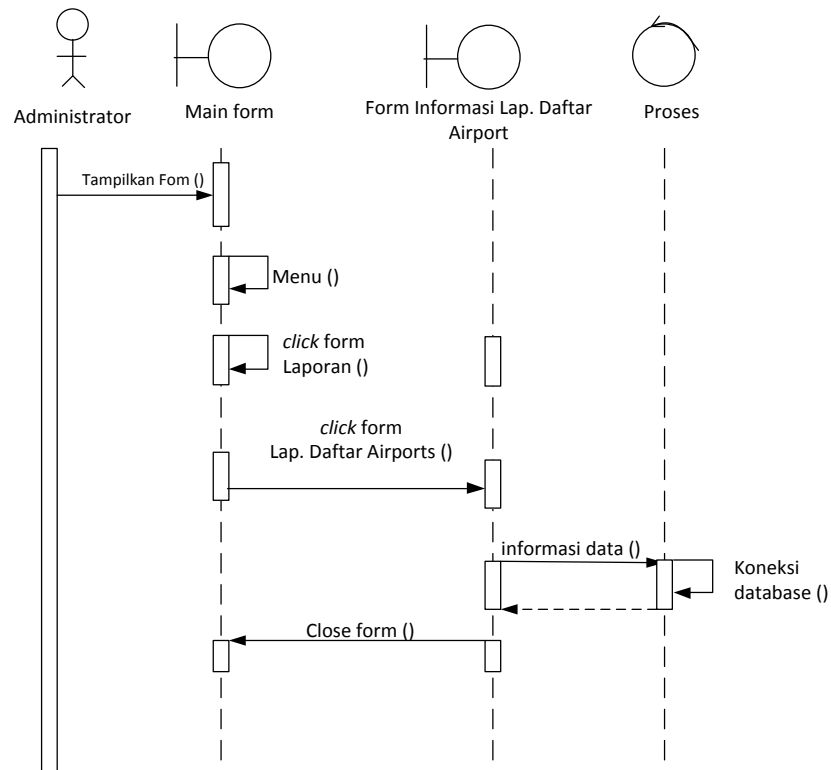 Administrator
Main form
Form Informasi Lap. Daftar
Airport
Proses
Tampilkan Fom ()
Menu ()
click form
Laporan ()
click form
Lap. Daftar Airports ()
informasi data ()
Koneksi
database ()
Close form ()